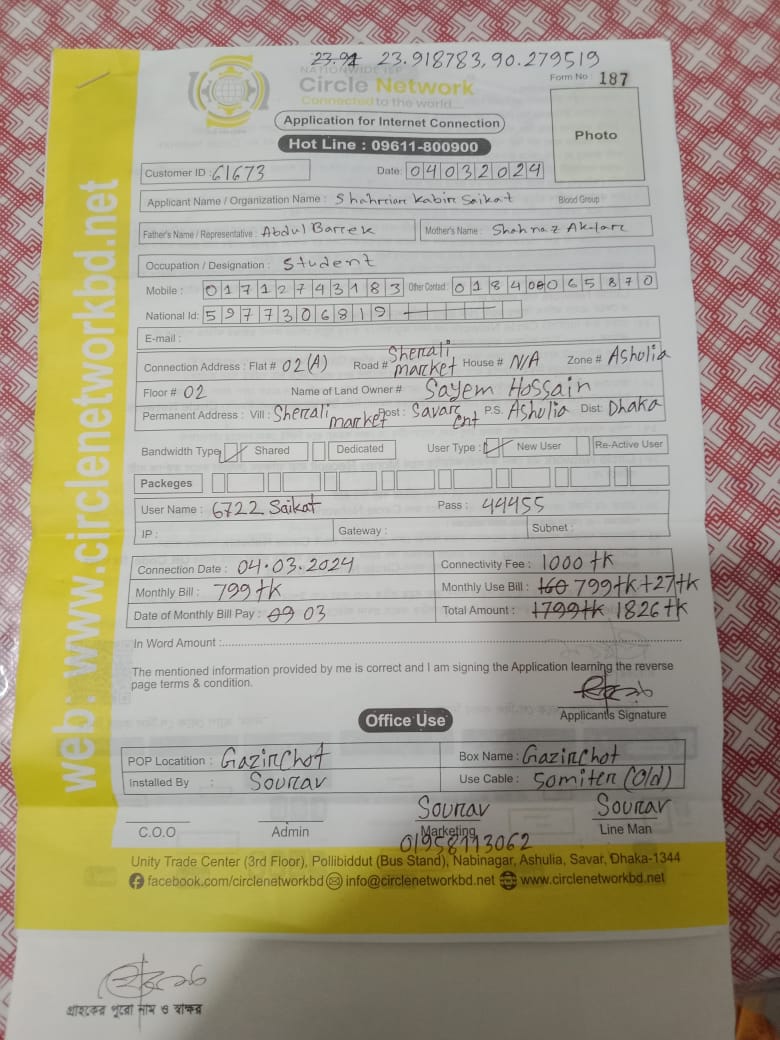 23.91 23.918783, 90.279519
NATIONWIDE ISP
Circle Network
Connected to the world...
Form No 187
Application for Internet Connection
Hot Line : 09611-800900
Photo
Customer ID : 61673 Date: 04032024
Applicant Name / Organization Name : Shahriar Kabir Saikat Blood Group
Father's Name / Representative : Abdul Barrek Mother's Name : Shahnaz Aktar
Occupation / Designation : Student
Mobile : 01712743183 Other Contact : 01840065870
National Id: 5977306819
E-mail :
Connection Address : Flat # 02(A) Road # Sherali market House # N/A Zone # Ashulia
Floor # 02 Name of Land Owner # Sayem Hossain
Permanent Address : Vill : Sherali market Post : Savar cnt P.S. Ashulia Dist: Dhaka
Bandwidth Type Shared Dedicated User Type : New User Re-Active User
Packeges
User Name : 6722 Saikat Pass : 44455
IP : Gateway : Subnet :
Connection Date : 04.03.2024 Connectivity Fee : 1000 tk
Monthly Bill : 799 tk Monthly Use Bill : 160 799tk+27tk
Date of Monthly Bill Pay : 09 03 Total Amount : 1799tk 1826 tk
In Word Amount :
The mentioned information provided by me is correct and I am signing the Application learning the reverse
page terms & condition.
Applicant's Signature
Office Use
POP Locatition : Gazirchot Box Name : Gazirchot
Installed By : Sourav Use Cable : Somiter (Old)
Sourav Sourav
C.O.O Admin Marketing Line Man
01958113062
Unity Trade Center (3rd Floor), Pollibiddut (Bus Stand), Nabinagar, Ashulia, Savar, Dhaka-1344
facebook.com/circlenetworkbd info@circlenetworkbd.net www.circlenetworkbd.net
web: www.circlenetworkbd.net
গ্রাহকের পুরো নাম ও স্বাক্ষর